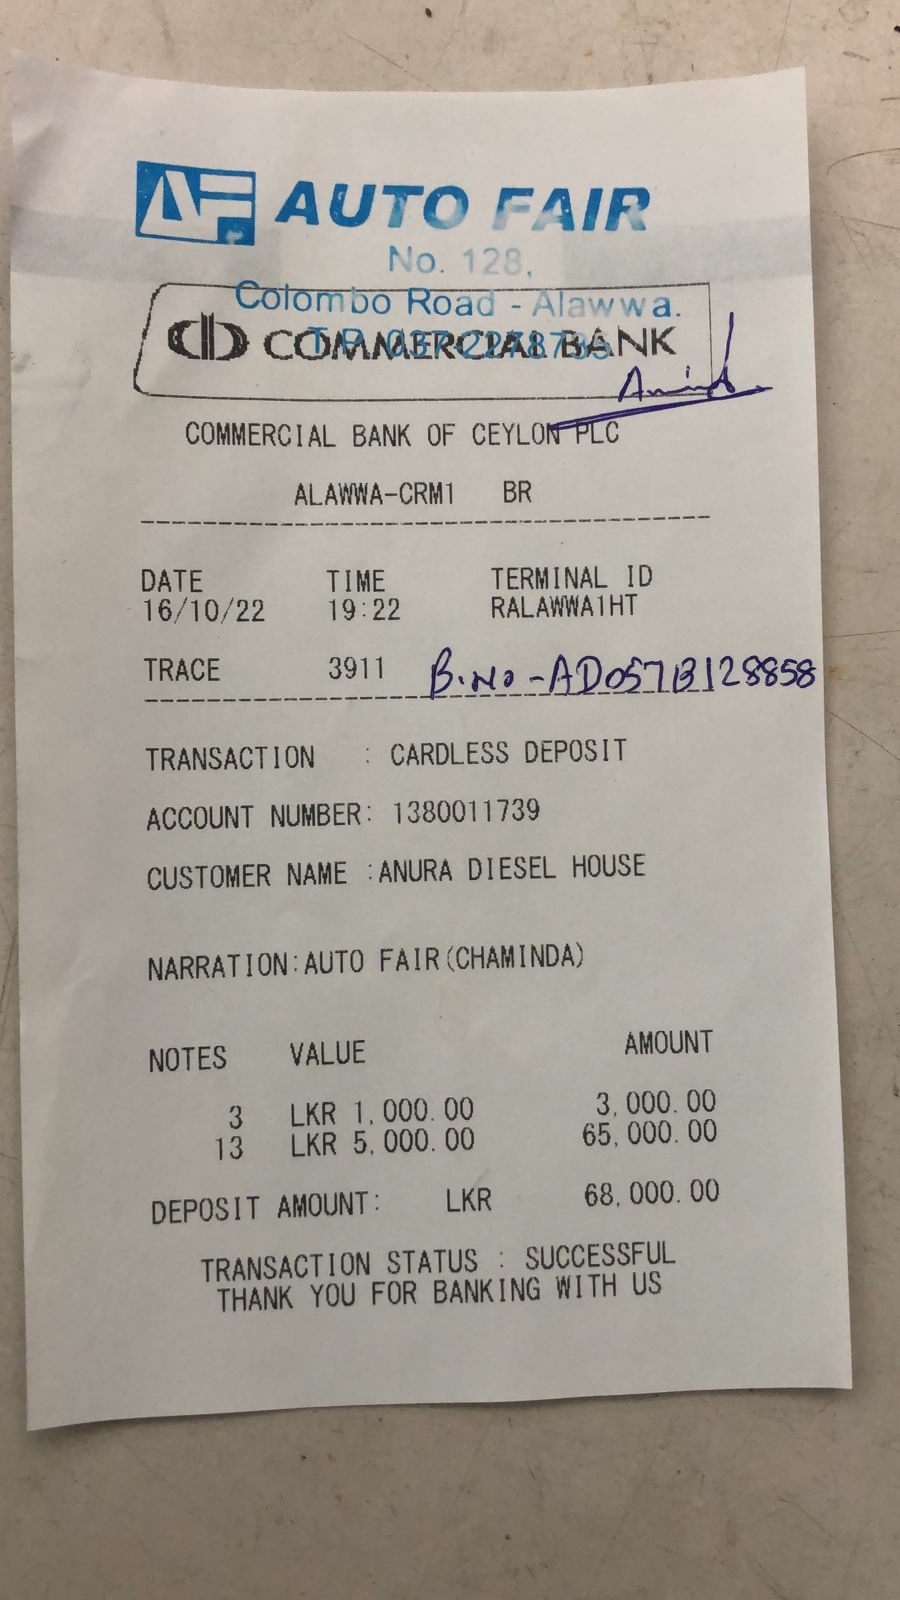 AF AUTO FAIR
No. 128,
Colombo Road - Alawwa.
COMMERCIAL BANK
COMMERCIAL BANK OF CEYLON PLC
ALAWWA-CRM1 BR
DATE TIME TERMINAL ID
16/10/22 19:22 RALAWWA1HT
TRACE 3911 B.No - AD057B128858
TRANSACTION : CARDLESS DEPOSIT
ACCOUNT NUMBER: 1380011739
CUSTOMER NAME :ANURA DIESEL HOUSE
NARRATION:AUTO FAIR(CHAMINDA)
NOTES VALUE AMOUNT
3 LKR 1,000.00 3,000.00
13 LKR 5,000.00 65,000.00
DEPOSIT AMOUNT: LKR 68,000.00
TRANSACTION STATUS : SUCCESSFUL
THANK YOU FOR BANKING WITH US